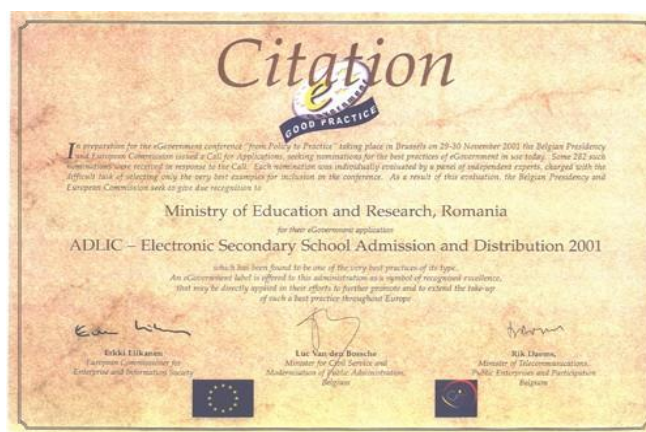 Citation
e
GOOD PRACTICE
In preparation for the eGovernment conference "from Policy to Practice" taking place in Brussels on 29-30 November 2001 the Belgian Presidency
and European Commission issued a Call for Applications, seeking nominations for the best practices of eGovernment in use today. Some 282 such
nominations were received in response to the Call. Each nomination was individually evaluated by a panel of independent experts, charged with the
difficult task of selecting only the very best examples for inclusion in the conference. As a result of this evaluation, the Belgian Presidency and
European Commission seek to give due recognition to
Ministry of Education and Research, Romania
for their eGovernment application
ADLIC – Electronic Secondary School Admission and Distribution 2001
which has been found to be one of the very best practices of its type.
An eGovernment label is offered to this administration as a symbol of recognised excellence,
that may be directly applied in their efforts to further promote and to extend the take-up
of such a best practice throughout Europe
Erkki Liikanen
European Commissioner for
Enterprise and Information Society
Luc Van den Bossche
Minister for Civil Service and
Modernisation of Public Administration,
Belgium
Rik Daems,
Minister of Telecommunications,
Public Enterprises and Participation
Belgium